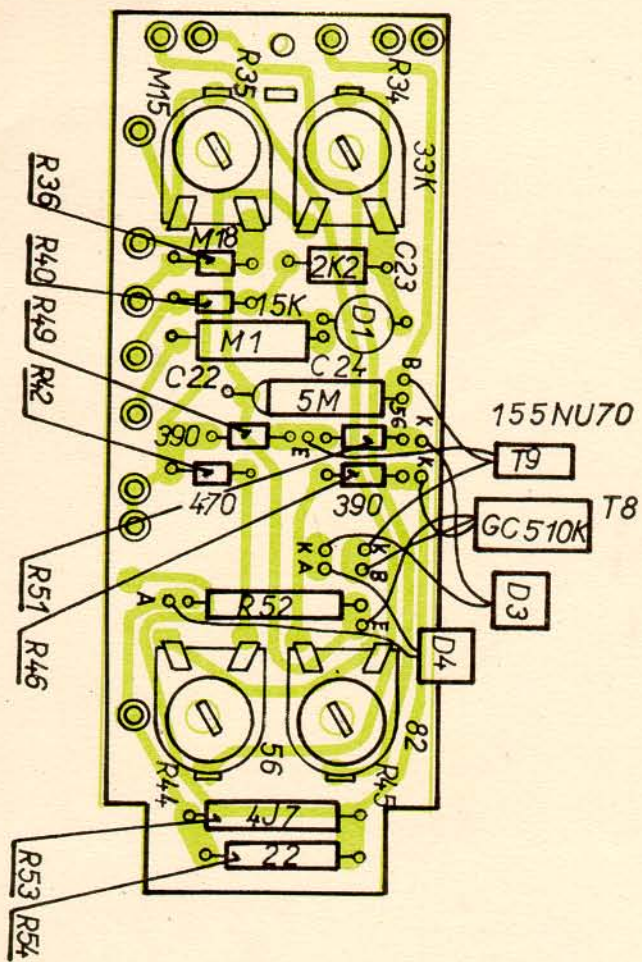 R35
R34
M15
33K
R36
M18
2K2
C23
R40
15K
D1
M1
R49
C22
C24
B
5M
R42
56
K
155NU70
390
E
T9
K
470
390
T8
GC510K
K
K
A
B
D3
R51
A
R52
E
R46
D4
82
56
R44
R45
4J7
22
R53
R54